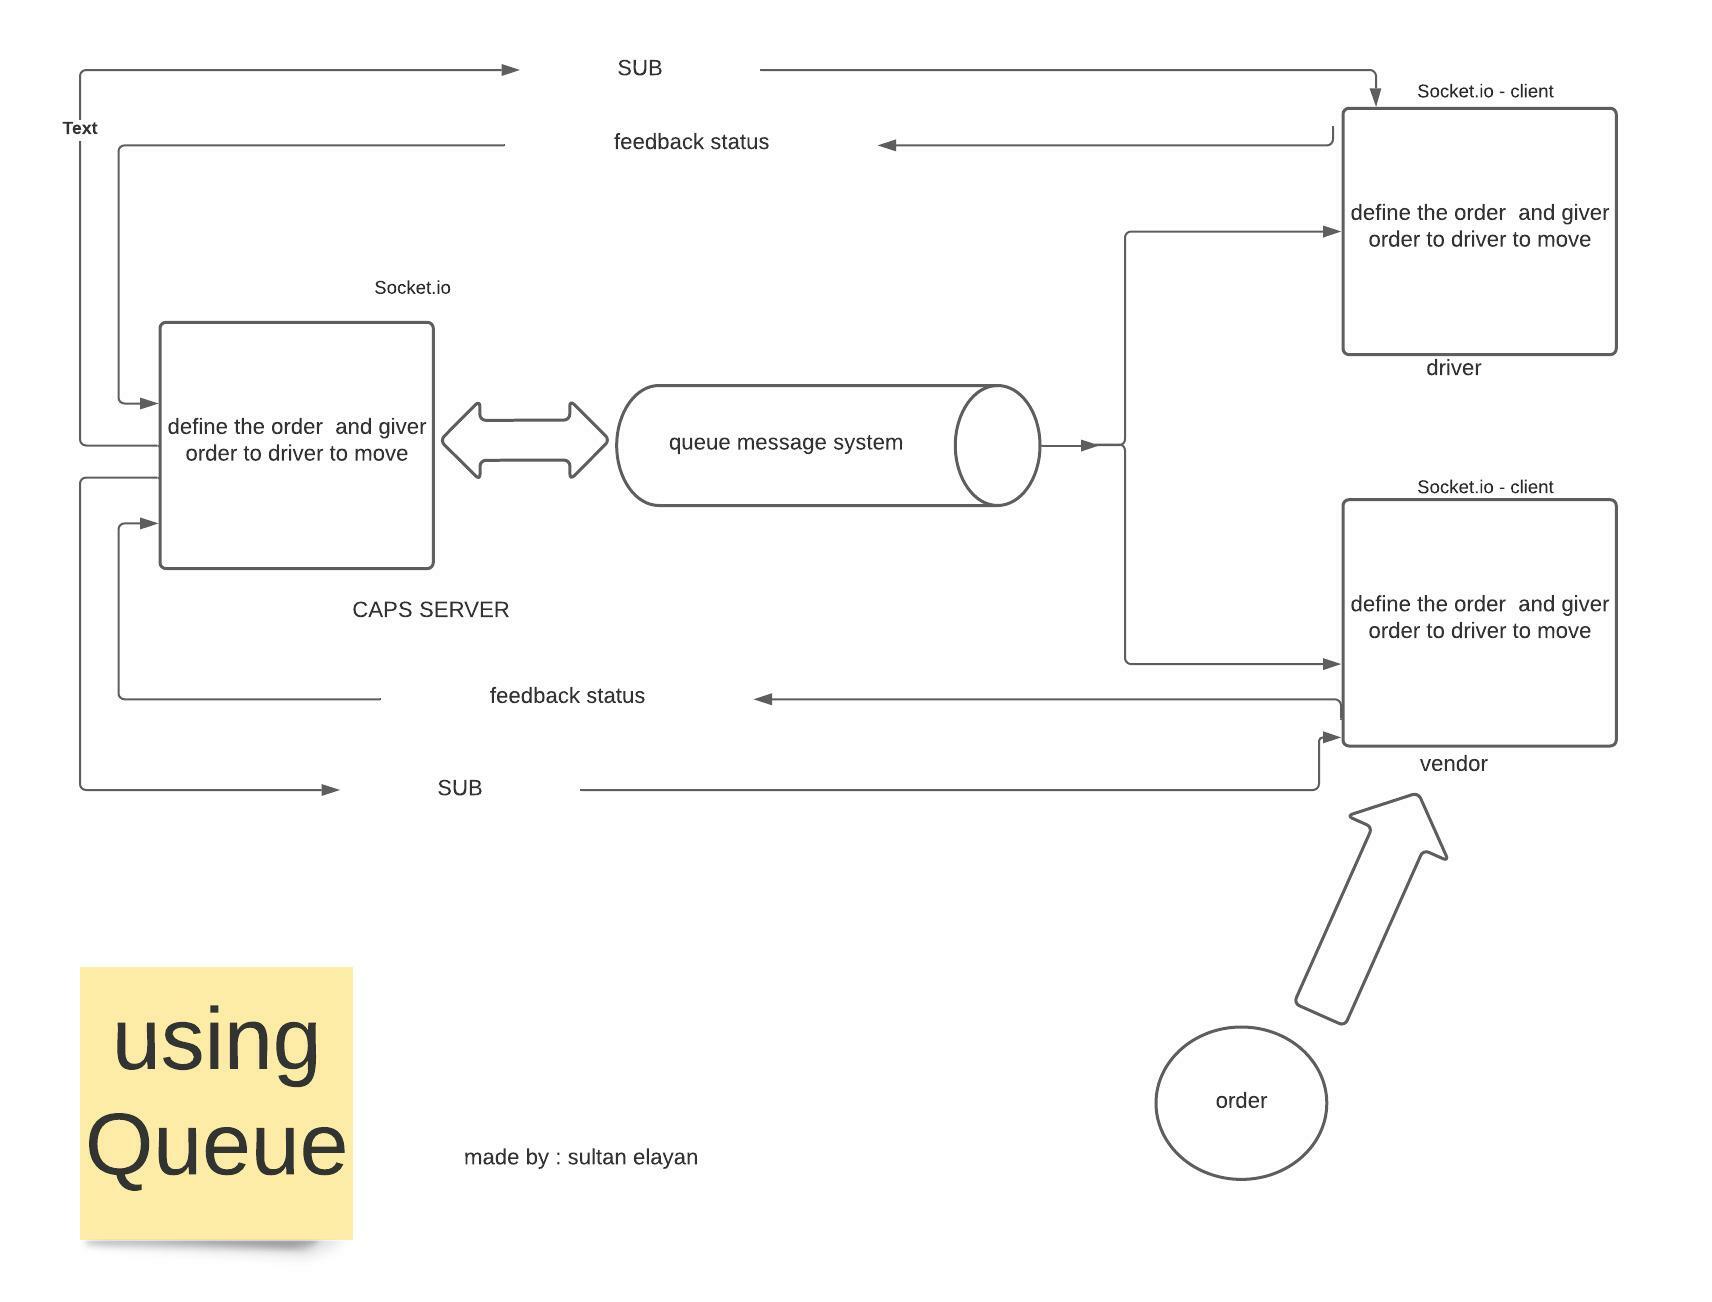 SUB
Socket.io - client
Text
feedback status
define the order  and giver
order to driver to move
Socket.io
driver
define the order  and giver
order to driver to move
queue message system
Socket.io - client
define the order  and giver
order to driver to move
CAPS SERVER
feedback status
vendor
SUB
using
Queue
order
made by : sultan elayan